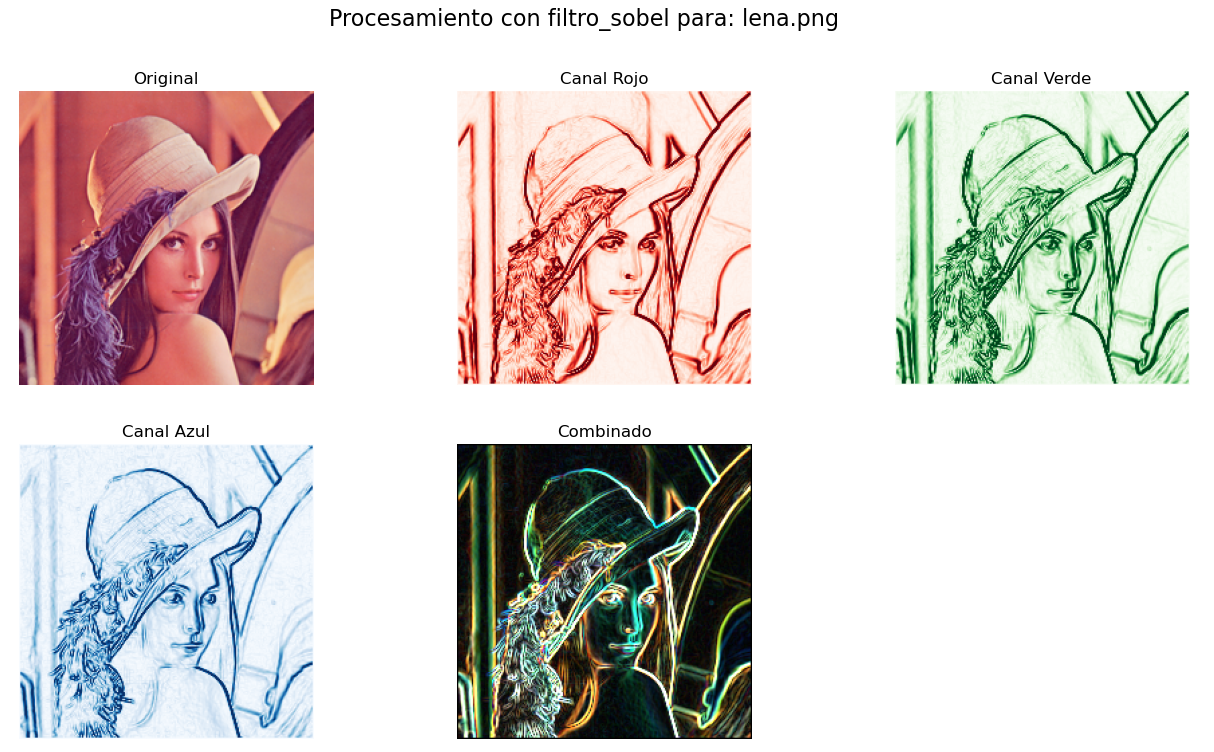 Procesamiento con filtro_sobel para: lena.png
Original
Canal Rojo
Canal Verde
Canal Azul
Combinado